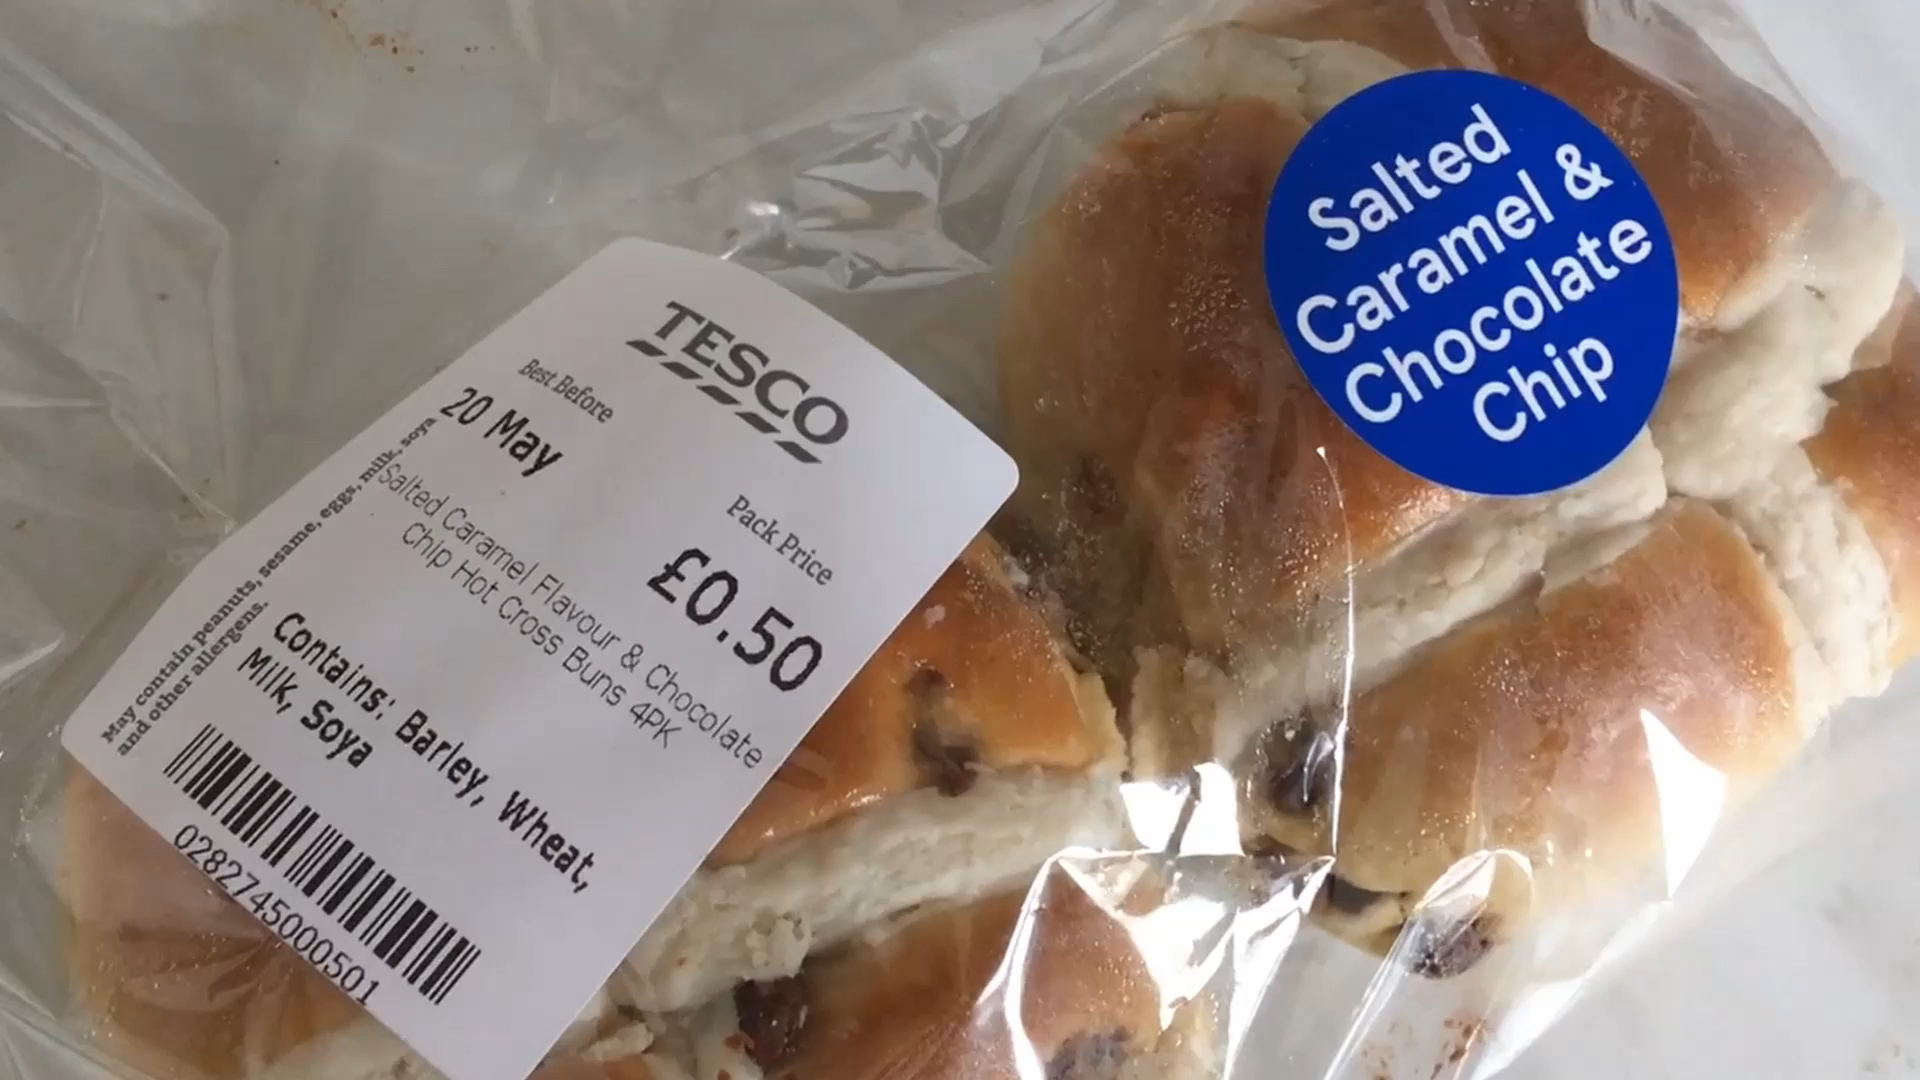 TESCO
Best Before
20 May
Pack Price
£0.50
Salted Caramel Flavour & Chocolate
Chip Hot Cross Buns 4PK
Contains: Barley, Wheat,
Milk, Soya
May contain peanuts, sesame, eggs, milk, soya
and other allergens.
0282745000501
Salted
Caramel &
Chocolate
Chip